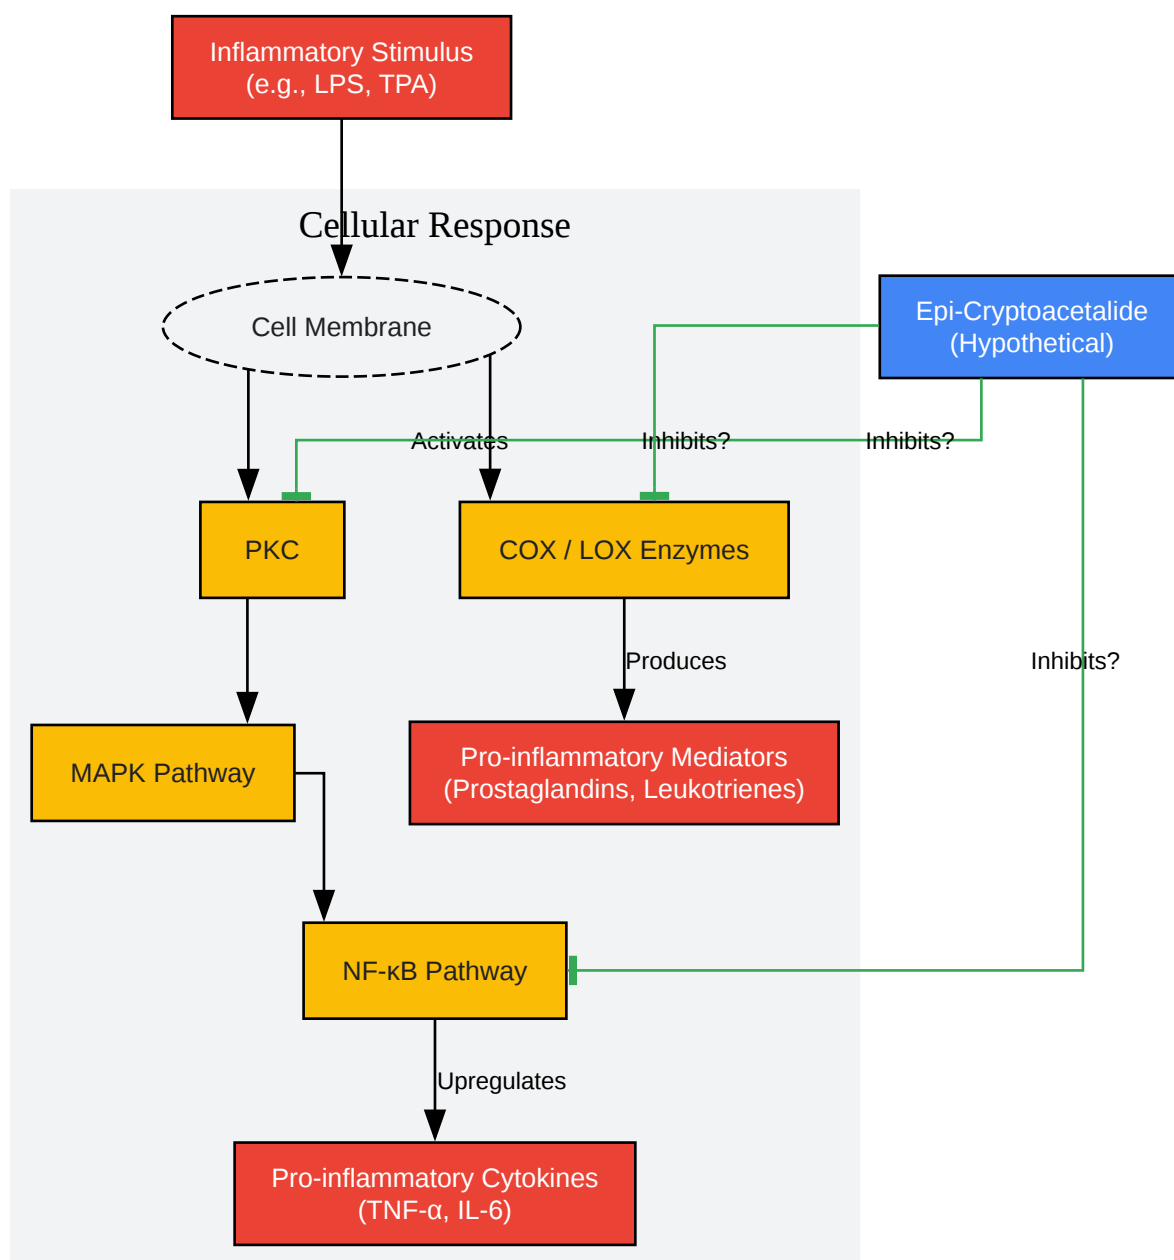 Inflammatory Stimulus
(e.g., LPS, TPA)
Cellular Response
Cell Membrane
Epi-Cryptoacetalide
(Hypothetical)
Activates
Inhibits?
Inhibits?
PKC
COX / LOX Enzymes
Produces
Inhibits?
MAPK Pathway
Pro-inflammatory Mediators
(Prostaglandins, Leukotrienes)
NF-κB Pathway
Upregulates
Pro-inflammatory Cytokines
(TNF-α, IL-6)